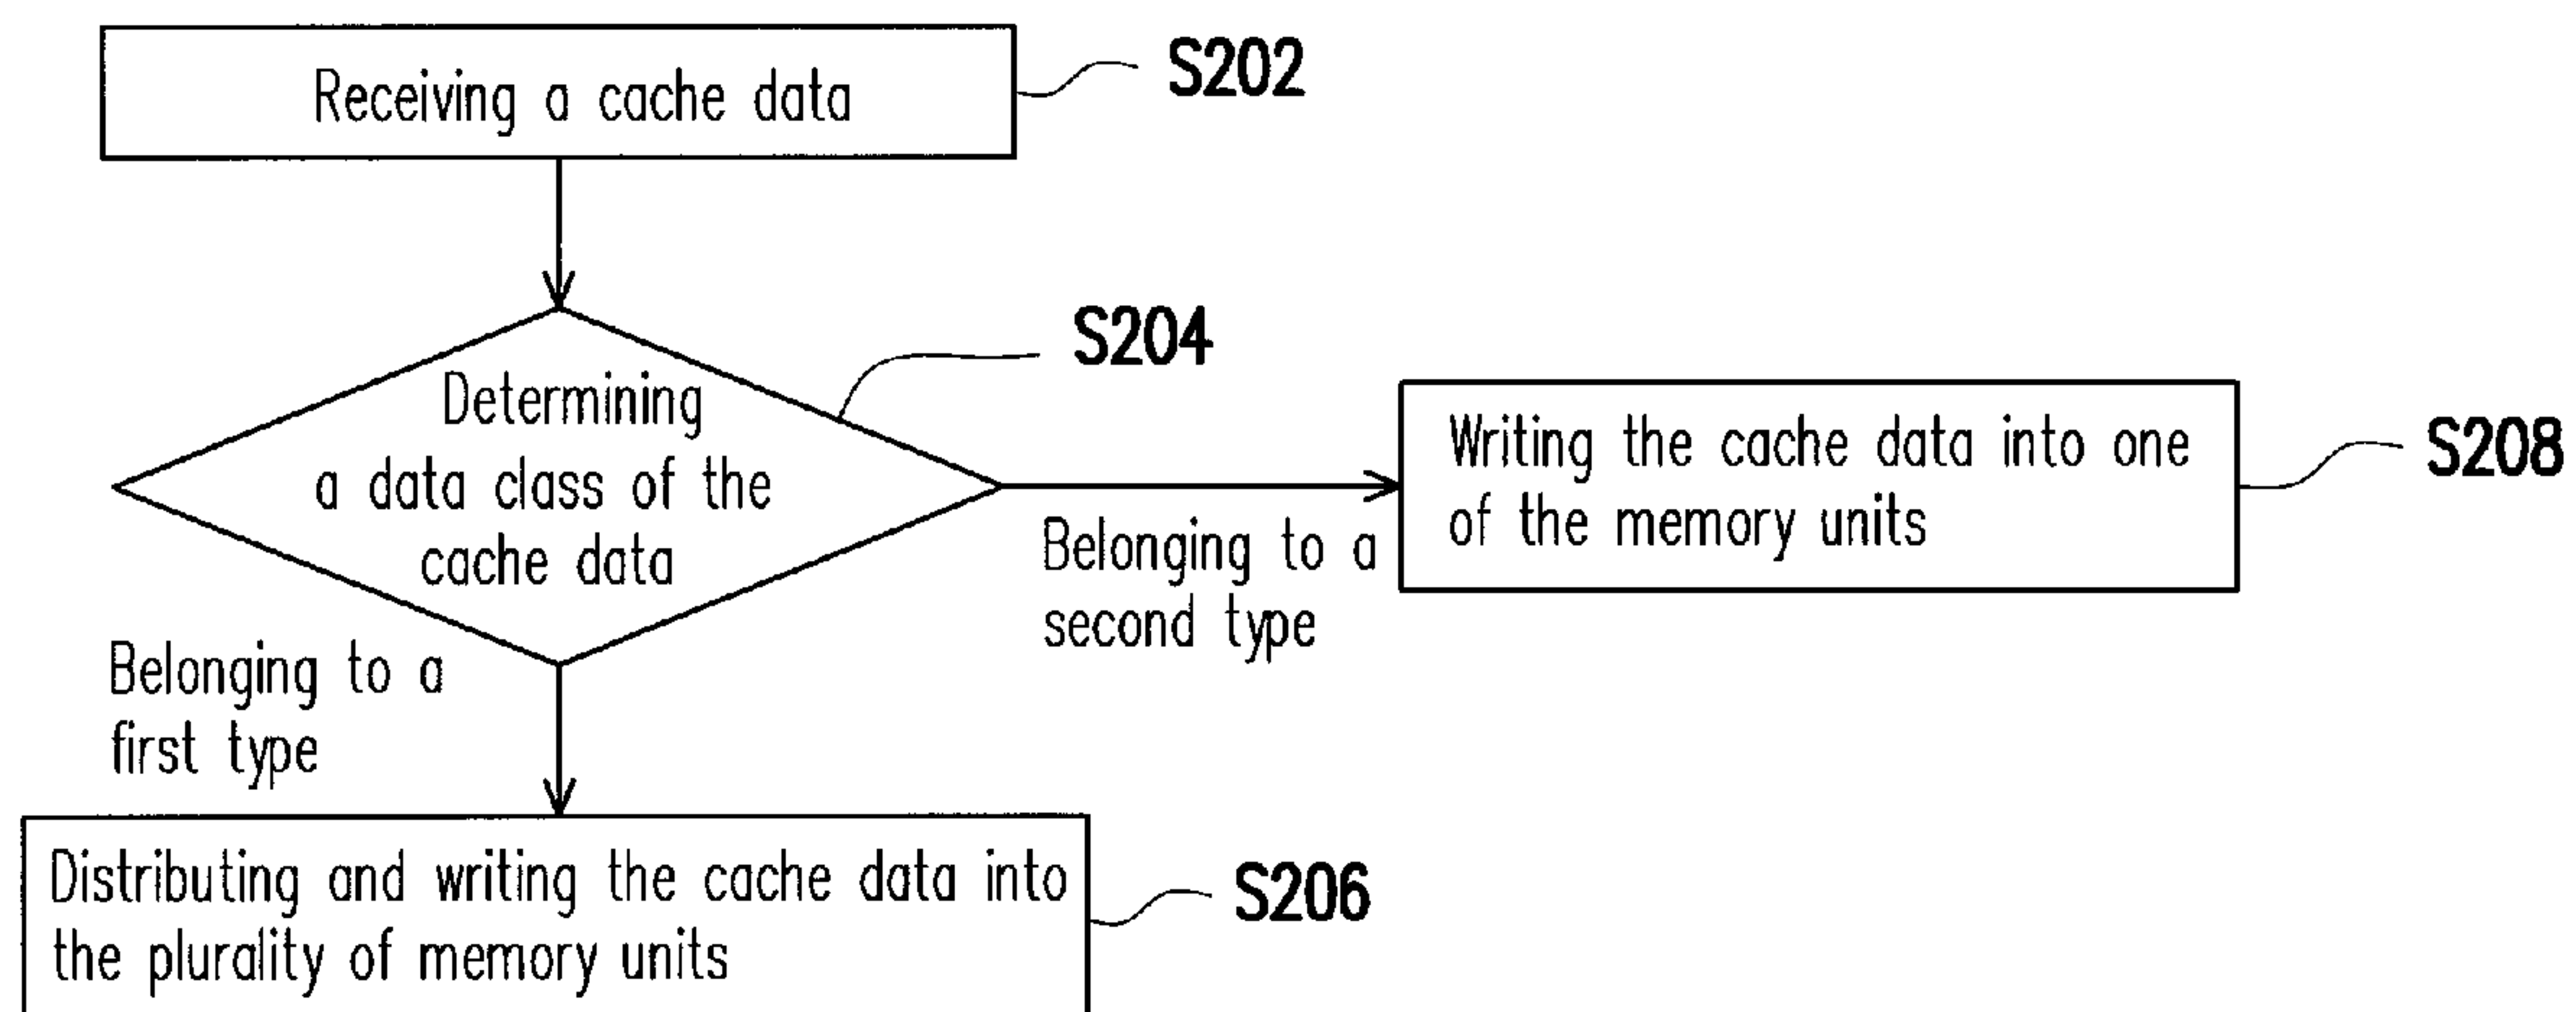 Receiving a cache data
S202
S204
Determining
a data class of the
cache data
Writing the cache data into one
of the memory units
S208
Belonging to a
second type
Belonging to a
first type
Distributing and writing the cache data into
the plurality of memory units
S206